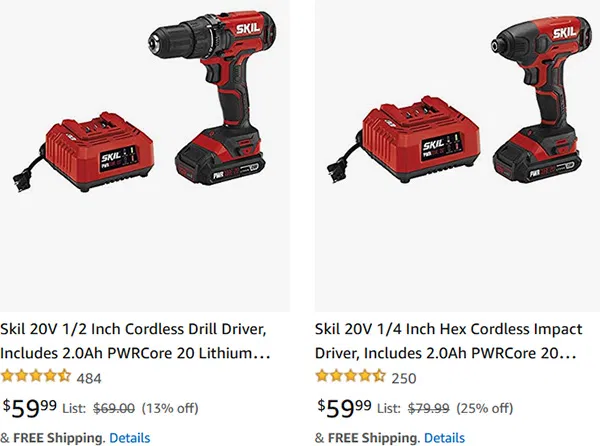 SKIL
SKIL
SKIL
SKIL
Skil 20V 1/2 Inch Cordless Drill Driver,
Includes 2.0Ah PWRCore 20 Lithium...
484
$59.99 List: $69.00 (13% off)
& FREE Shipping. Details
Skil 20V 1/4 Inch Hex Cordless Impact
Driver, Includes 2.0Ah PWRCore 20...
250
$59.99 List: $79.99 (25% off)
& FREE Shipping. Details